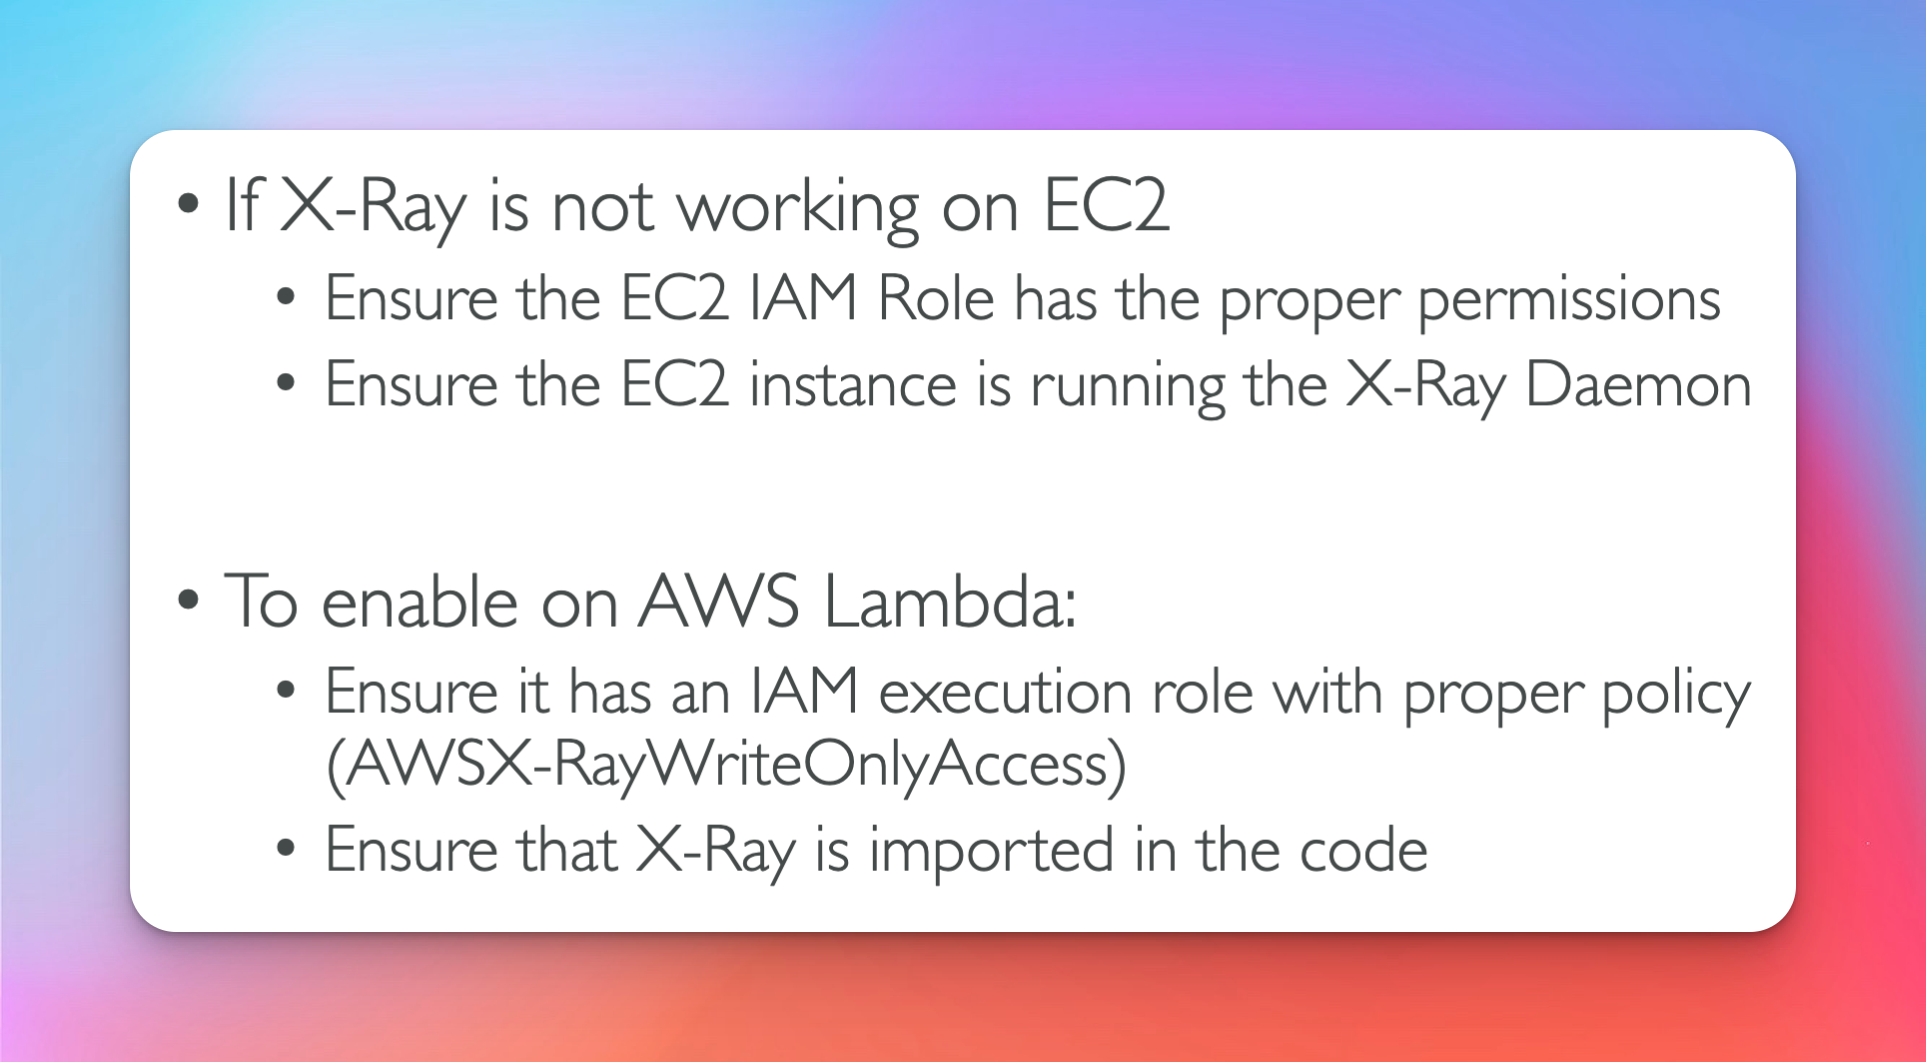 • If X-Ray is not working on EC2
• Ensure the EC2 IAM Role has the proper permissions
• Ensure the EC2 instance is running the X-Ray Daemon
• To enable on AWS Lambda:
• Ensure it has an IAM execution role with proper policy
(AWSX-RayWriteOnlyAccess)
• Ensure that X-Ray is imported in the code